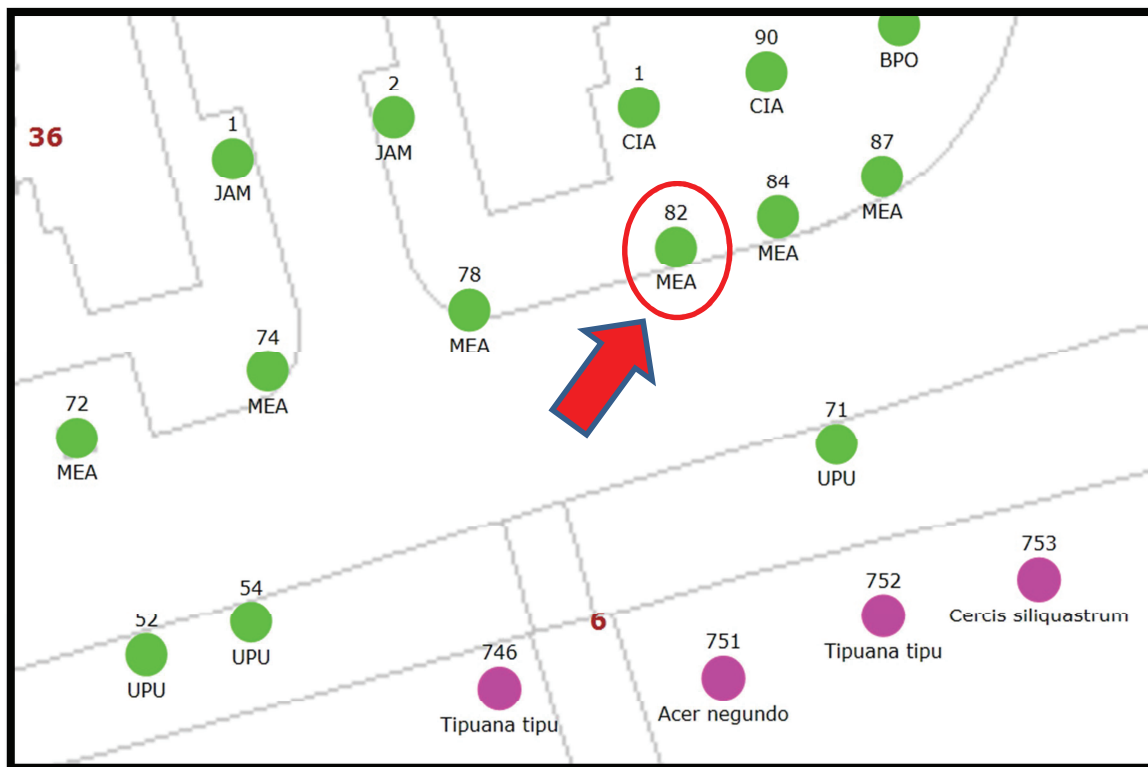 90
BPO
CIA
1
CIA
2
JAM
36
1
JAM
87
MEA
84
MEA
82
MEA
78
MEA
74
MEA
72
MEA
71
UPU
54
UPU
52
UPU
6
753
Cercis siliquastrum
752
Tipuana tipu
751
Acer negundo
746
Tipuana tipu